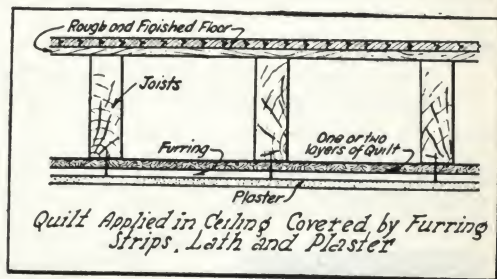 Rough and Finished Floor
Joists
Furring
One or two
layers of Quilt
Plaster
Quilt Applied in Ceiling Covered by Furring
Strips, Lath and Plaster